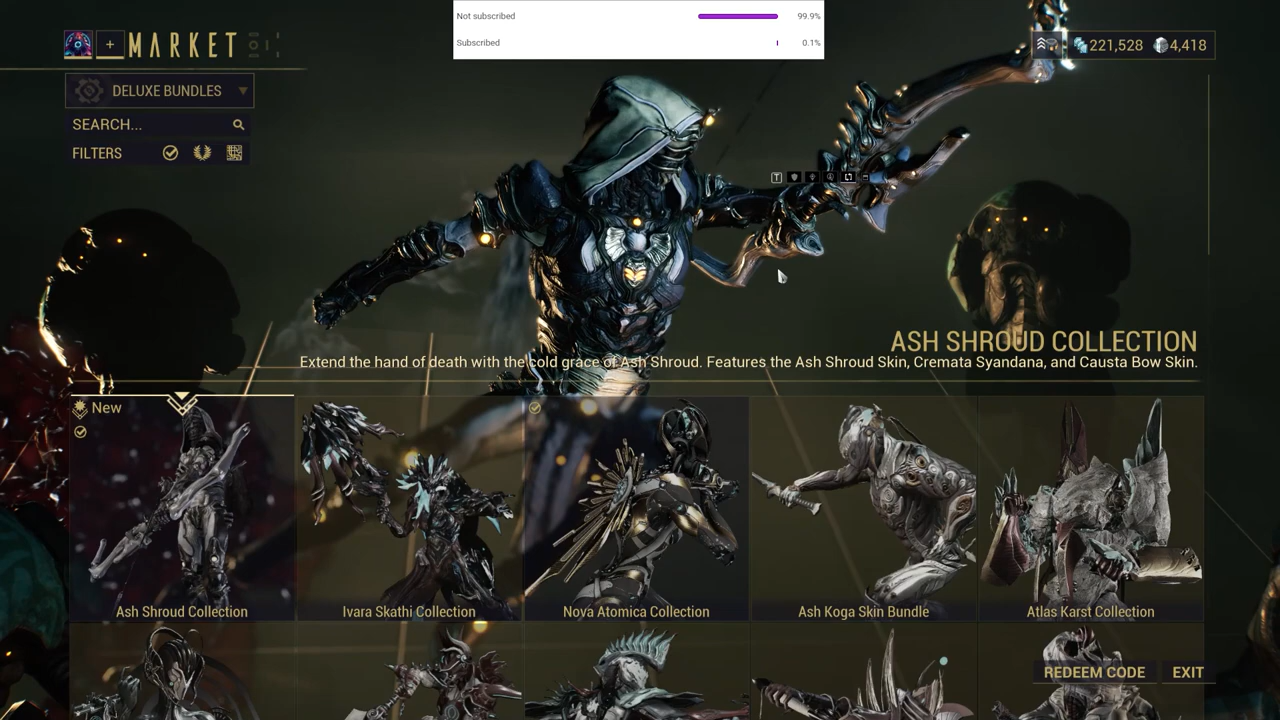 Not subscribed 99.9%
Subscribed 0.1%
MARKET
221,528 4,418
DELUXE BUNDLES
SEARCH...
FILTERS
T
ASH SHROUD COLLECTION
Extend the hand of death with the cold grace of Ash Shroud. Features the Ash Shroud Skin, Cremata Syandana, and Causta Bow Skin.
New
Ash Shroud Collection
Ivara Skathi Collection
Nova Atomica Collection
Ash Koga Skin Bundle
Atlas Karst Collection
REDEEM CODE
EXIT